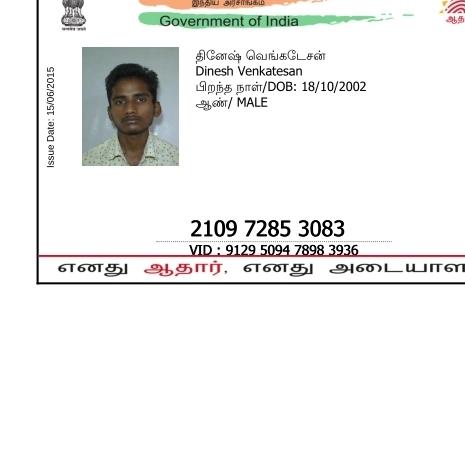 இந்திய அரசாங்கம்
Government of India
Issue Date: 15/06/2015
தினேஷ் வெங்கடேசன்
Dinesh Venkatesan
பிறந்த நாள்/DOB: 18/10/2002
ஆண்/ MALE
2109 7285 3083
VID : 9129 5094 7898 3936
எனது ஆதார், எனது அடையாள